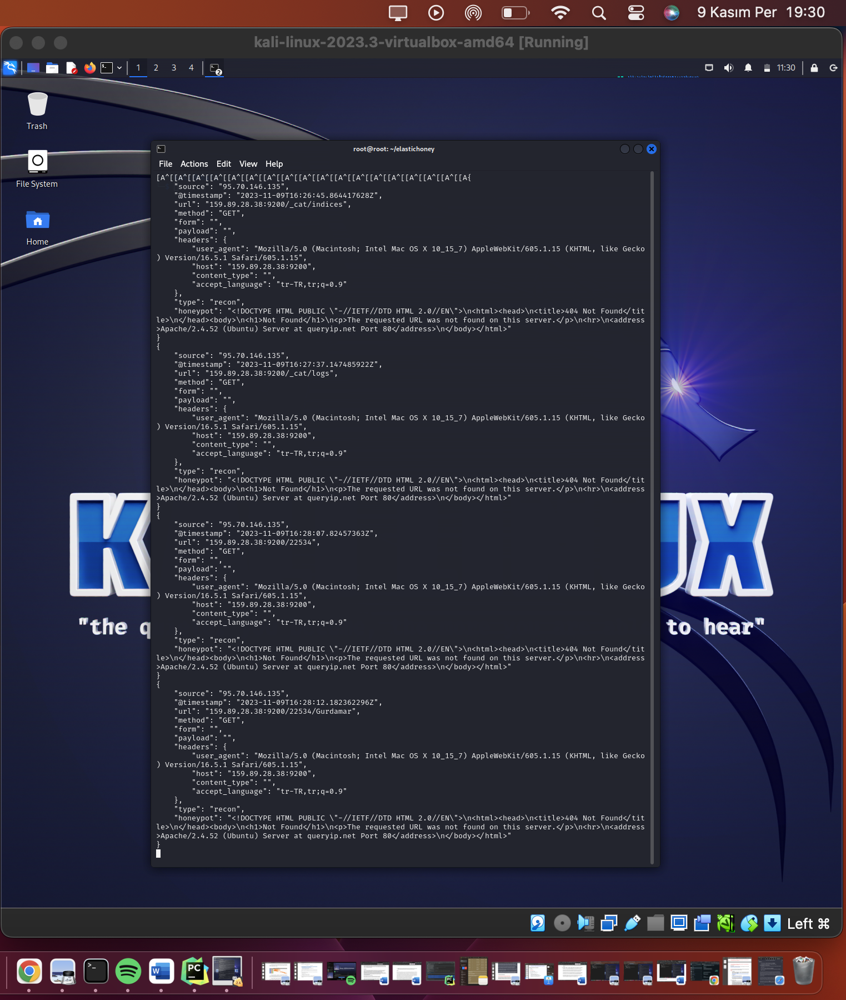 9 Kasım Per 19:30
kali-linux-2023.3-virtualbox-amd64 [Running]
1 2 3 4
2
11:30
Trash
File System
Home
root@root: ~/elastichoney
File Actions Edit View Help
[A^[[A^[[A^[[A^[[A^[[A^[[A^[[A^[[A^[[A^[[A^[[A^[[A^[[A^[[A^[[A^[[A^[[A{
"source": "95.70.146.135",
"@timestamp": "2023-11-09T16:26:45.864417628Z",
"url": "159.89.28.38:9200/_cat/indices",
"method": "GET",
"form": "",
"payload": "",
"headers": {
"user_agent": "Mozilla/5.0 (Macintosh; Intel Mac OS X 10_15_7) AppleWebKit/605.1.15 (KHTML, like Gecko
) Version/16.5.1 Safari/605.1.15",
"host": "159.89.28.38:9200",
"content_type": "",
"accept_language": "tr-TR,tr;q=0.9"
},
"type": "recon",
"honeypot": "<!DOCTYPE HTML PUBLIC \"-//IETF//DTD HTML 2.0//EN\">\n<html><head>\n<title>404 Not Found</tit
le>\n</head><body>\n<h1>Not Found</h1>\n<p>The requested URL was not found on this server.</p>\n<hr>\n<address
>Apache/2.4.52 (Ubuntu) Server at queryip.net Port 80</address>\n</body></html>"
}
{
"source": "95.70.146.135",
"@timestamp": "2023-11-09T16:27:37.147485922Z",
"url": "159.89.28.38:9200/_cat/logs",
"method": "GET",
"form": "",
"payload": "",
"headers": {
"user_agent": "Mozilla/5.0 (Macintosh; Intel Mac OS X 10_15_7) AppleWebKit/605.1.15 (KHTML, like Gecko
) Version/16.5.1 Safari/605.1.15",
"host": "159.89.28.38:9200",
"content_type": "",
"accept_language": "tr-TR,tr;q=0.9"
},
"type": "recon",
"honeypot": "<!DOCTYPE HTML PUBLIC \"-//IETF//DTD HTML 2.0//EN\">\n<html><head>\n<title>404 Not Found</tit
le>\n</head><body>\n<h1>Not Found</h1>\n<p>The requested URL was not found on this server.</p>\n<hr>\n<address
>Apache/2.4.52 (Ubuntu) Server at queryip.net Port 80</address>\n</body></html>"
}
{
"source": "95.70.146.135",
"@timestamp": "2023-11-09T16:28:07.82457363Z",
"url": "159.89.28.38:9200/22534",
"method": "GET",
"form": "",
"payload": "",
"headers": {
"user_agent": "Mozilla/5.0 (Macintosh; Intel Mac OS X 10_15_7) AppleWebKit/605.1.15 (KHTML, like Gecko
) Version/16.5.1 Safari/605.1.15",
"host": "159.89.28.38:9200",
"content_type": "",
"accept_language": "tr-TR,tr;q=0.9"
},
"type": "recon",
"honeypot": "<!DOCTYPE HTML PUBLIC \"-//IETF//DTD HTML 2.0//EN\">\n<html><head>\n<title>404 Not Found</tit
le>\n</head><body>\n<h1>Not Found</h1>\n<p>The requested URL was not found on this server.</p>\n<hr>\n<address
>Apache/2.4.52 (Ubuntu) Server at queryip.net Port 80</address>\n</body></html>"
}
{
"source": "95.70.146.135",
"@timestamp": "2023-11-09T16:28:12.182362296Z",
"url": "159.89.28.38:9200/22534/Gurdamar",
"method": "GET",
"form": "",
"payload": "",
"headers": {
"user_agent": "Mozilla/5.0 (Macintosh; Intel Mac OS X 10_15_7) AppleWebKit/605.1.15 (KHTML, like Gecko
) Version/16.5.1 Safari/605.1.15",
"host": "159.89.28.38:9200",
"content_type": "",
"accept_language": "tr-TR,tr;q=0.9"
},
"type": "recon",
"honeypot": "<!DOCTYPE HTML PUBLIC \"-//IETF//DTD HTML 2.0//EN\">\n<html><head>\n<title>404 Not Found</tit
le>\n</head><body>\n<h1>Not Found</h1>\n<p>The requested URL was not found on this server.</p>\n<hr>\n<address
>Apache/2.4.52 (Ubuntu) Server at queryip.net Port 80</address>\n</body></html>"
}
K UX
"the q to hear"
Left ⌘
>_ W PC